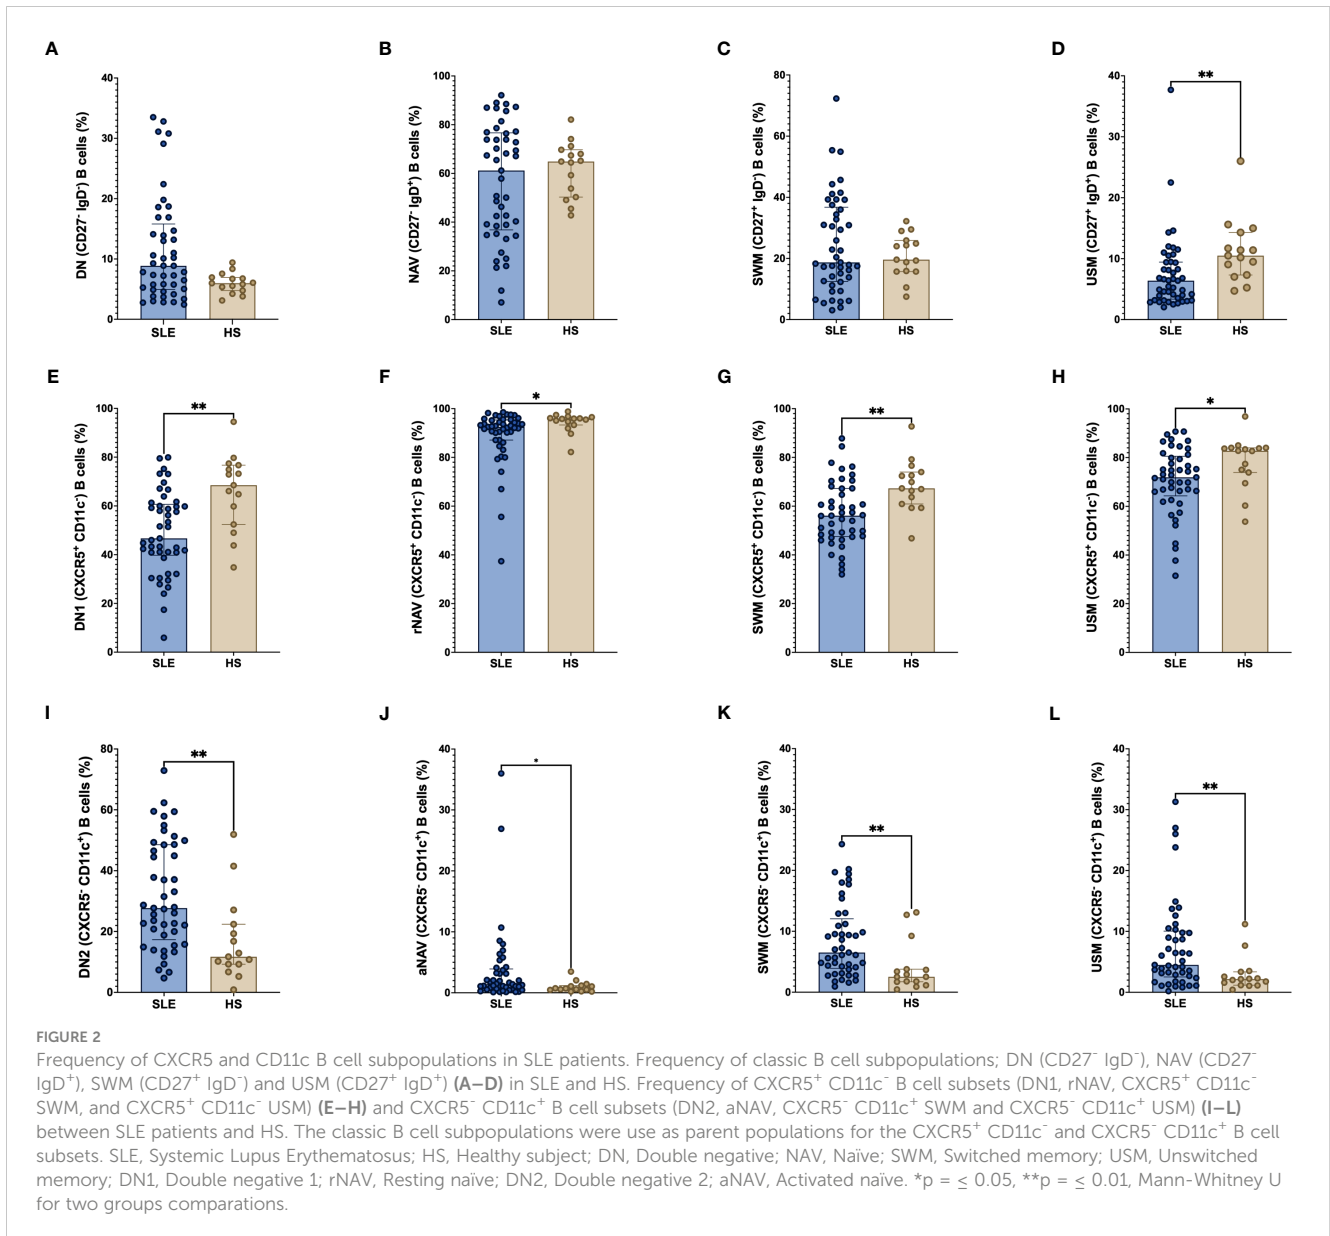 A
B
C
D
DN (CD27⁻ IgD⁻) B cells (%)
40
30
20
10
0
SLE
HS
NAV (CD27⁻ IgD⁺) B cells (%)
100
80
60
40
20
0
SLE
HS
SWM (CD27⁺ IgD⁻) B cells (%)
80
60
40
20
0
SLE
HS
USM (CD27⁺ IgD⁺) B cells (%)
40
30
20
10
0
**
SLE
HS
E
F
G
H
DN1 (CXCR5⁺ CD11c⁻) B cells (%)
100
80
60
40
20
0
**
SLE
HS
rNAV (CXCR5⁺ CD11c⁻) B cells (%)
100
80
60
40
20
0
*
SLE
HS
SWM (CXCR5⁺ CD11c⁻) B cells (%)
100
80
60
40
20
0
**
SLE
HS
USM (CXCR5⁺ CD11c⁻) B cells (%)
100
80
60
40
20
0
*
SLE
HS
I
J
K
L
DN2 (CXCR5⁻ CD11c⁺) B cells (%)
80
60
40
20
0
**
SLE
HS
aNAV (CXCR5⁻ CD11c⁺) B cells (%)
40
30
20
10
0
*
SLE
HS
SWM (CXCR5⁻ CD11c⁺) B cells (%)
40
30
20
10
0
**
SLE
HS
USM (CXCR5⁻ CD11c⁺) B cells (%)
40
30
20
10
0
**
SLE
HS
FIGURE 2
Frequency of CXCR5 and CD11c B cell subpopulations in SLE patients. Frequency of classic B cell subpopulations; DN (CD27⁻ IgD⁻), NAV (CD27⁻
IgD⁺), SWM (CD27⁺ IgD⁻) and USM (CD27⁺ IgD⁺) (A–D) in SLE and HS. Frequency of CXCR5⁺ CD11c⁻ B cell subsets (DN1, rNAV, CXCR5⁺ CD11c⁻
SWM, and CXCR5⁺ CD11c⁻ USM) (E–H) and CXCR5⁻ CD11c⁺ B cell subsets (DN2, aNAV, CXCR5⁻ CD11c⁺ SWM and CXCR5⁻ CD11c⁺ USM) (I–L)
between SLE patients and HS. The classic B cell subpopulations were use as parent populations for the CXCR5⁺ CD11c⁻ and CXCR5⁻ CD11c⁺ B cell
subsets. SLE, Systemic Lupus Erythematosus; HS, Healthy subject; DN, Double negative; NAV, Naïve; SWM, Switched memory; USM, Unswitched
memory; DN1, Double negative 1; rNAV, Resting naïve; DN2, Double negative 2; aNAV, Activated naïve. *p = ≤ 0.05, **p = ≤ 0.01, Mann-Whitney U
for two groups comparations.